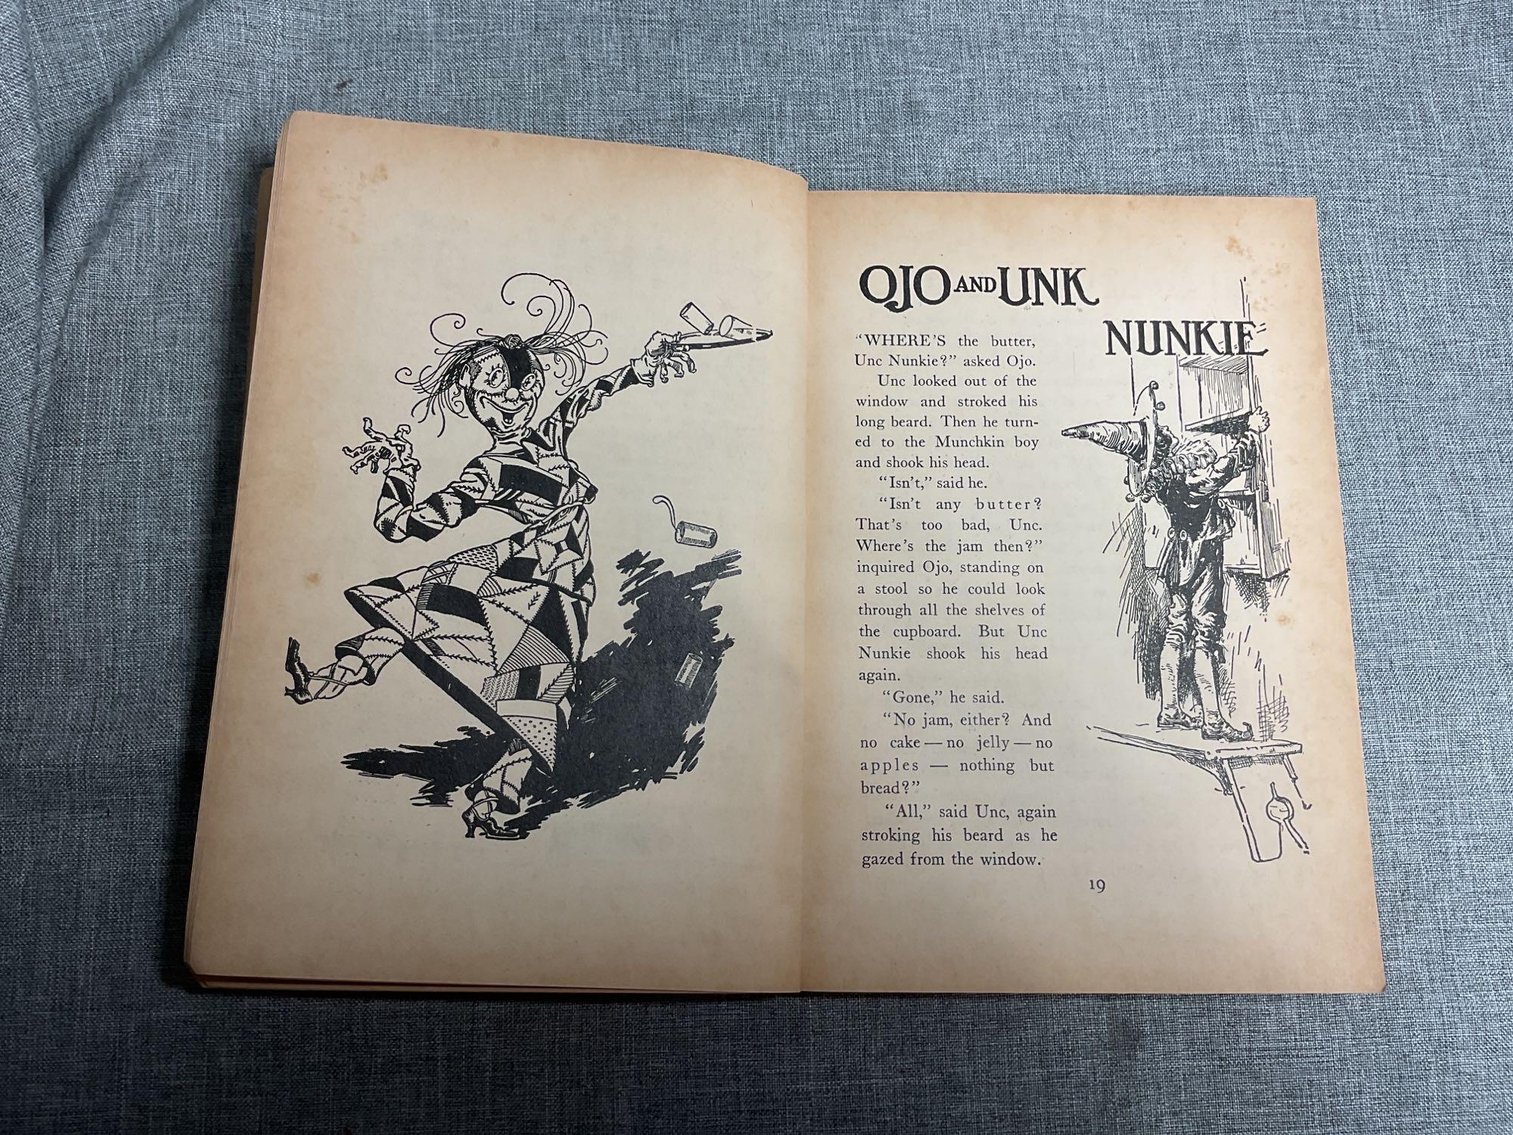 OJO AND UNK
NUNKIE
"WHERE'S the butter,
Unc Nunkie?" asked Ojo.
Unc looked out of the
window and stroked his
long beard. Then he turn-
ed to the Munchkin boy
and shook his head.
"Isn't," said he.
"Isn't any butter?
That's too bad, Unc.
Where's the jam then?"
inquired Ojo, standing on
a stool so he could look
through all the shelves of
the cupboard. But Unc
Nunkie shook his head
again.
"Gone," he said.
"No jam, either? And
no cake — no jelly — no
apples — nothing but
bread?"
"All," said Unc, again
stroking his beard as he
gazed from the window.
19